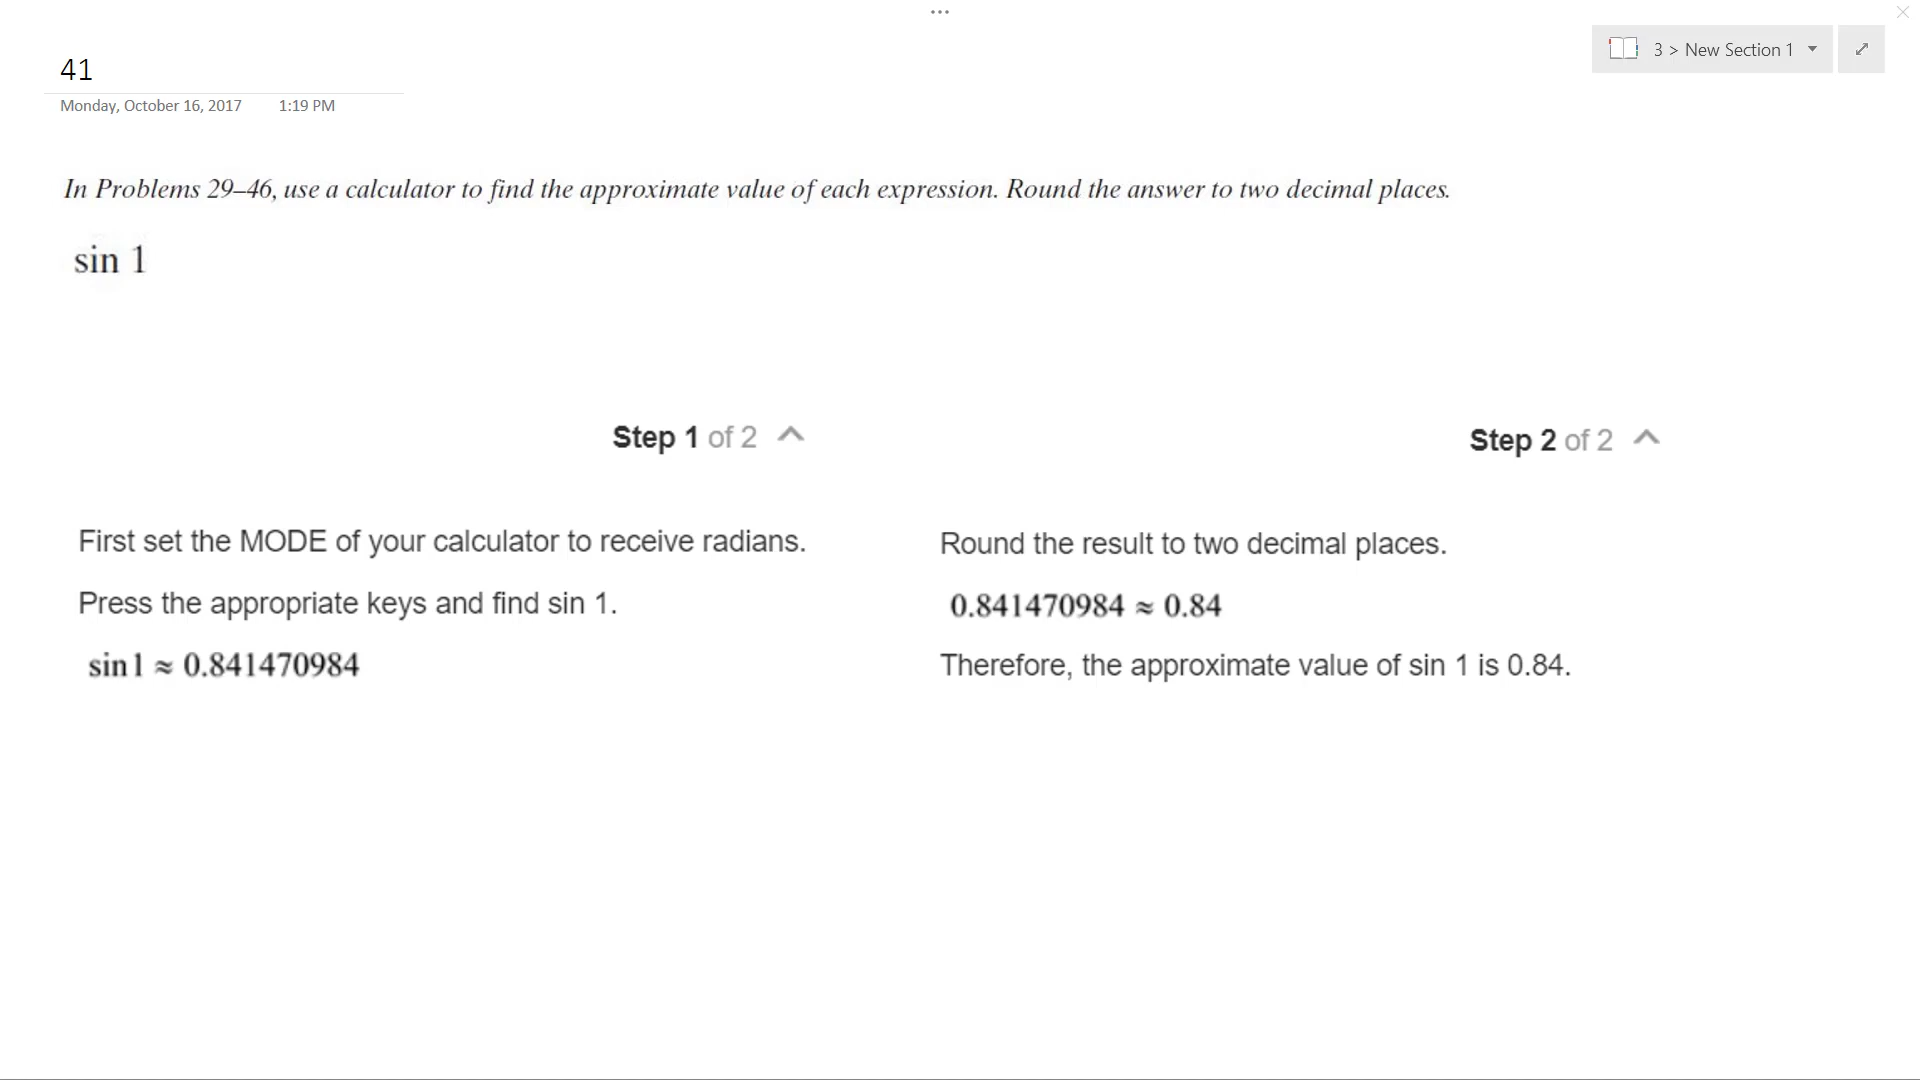 ...
3 > New Section 1
41
Monday, October 16, 2017 1:19 PM
In Problems 29–46, use a calculator to find the approximate value of each expression. Round the answer to two decimal places.
sin 1
Step 1 of 2
First set the MODE of your calculator to receive radians.
Press the appropriate keys and find sin 1.
sin 1 ≈ 0.841470984
Step 2 of 2
Round the result to two decimal places.
0.841470984 ≈ 0.84
Therefore, the approximate value of sin 1 is 0.84.